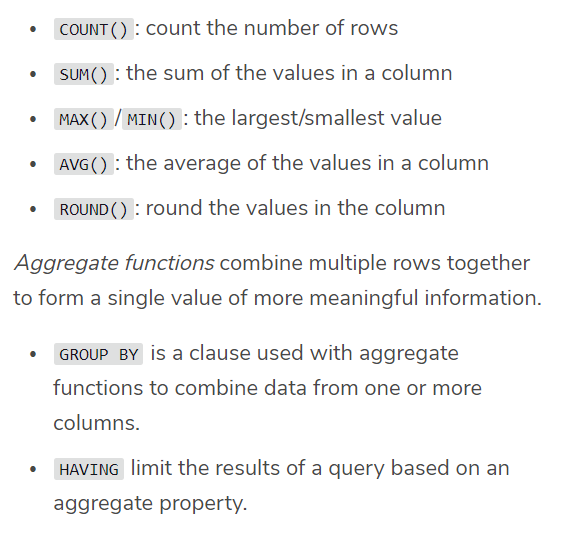 • COUNT(): count the number of rows
• SUM(): the sum of the values in a column
• MAX()/MIN(): the largest/smallest value
• AVG(): the average of the values in a column
• ROUND(): round the values in the column
Aggregate functions combine multiple rows together
to form a single value of more meaningful information.
• GROUP BY is a clause used with aggregate
functions to combine data from one or more
columns.
• HAVING limit the results of a query based on an
aggregate property.